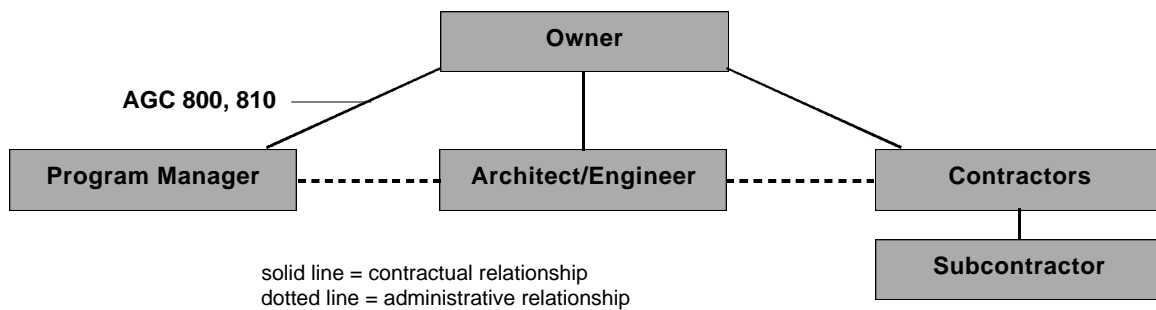 Owner
AGC 800, 810
Program Manager
Architect/Engineer
Contractors
Subcontractor
solid line = contractual relationship
dotted line = administrative relationship